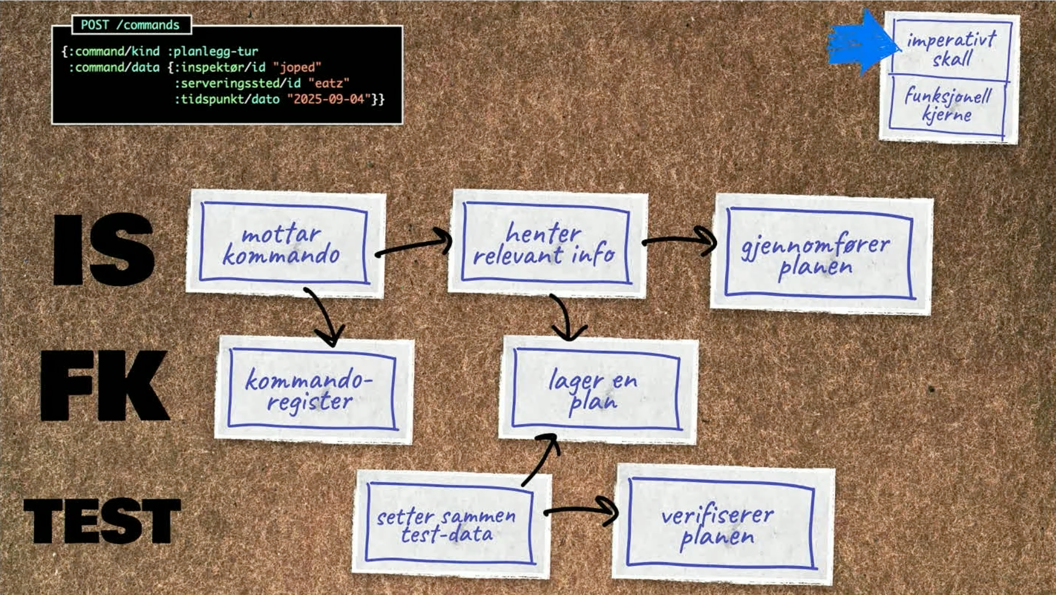 POST /commands
{:command/kind :planlegg-tur
:command/data {:inspektør/id "joped"
:serveringssted/id "eatz"
:tidspunkt/dato "2025-09-04"}}
imperativt
skall
funksjonell
kjerne
IS
mottar
kommando
henter
relevant info
gjennomfører
planen
FK
kommando-
register
lager en
plan
TEST
setter sammen
test-data
verifiserer
planen